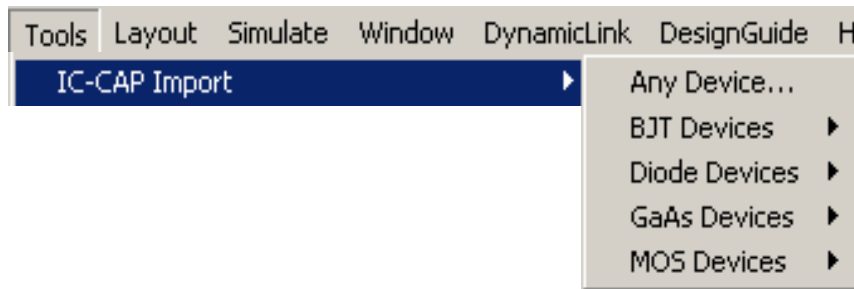 Tools Layout Simulate Window DynamicLink DesignGuide H
IC-CAP Import Any Device...
BJT Devices
Diode Devices
GaAs Devices
MOS Devices